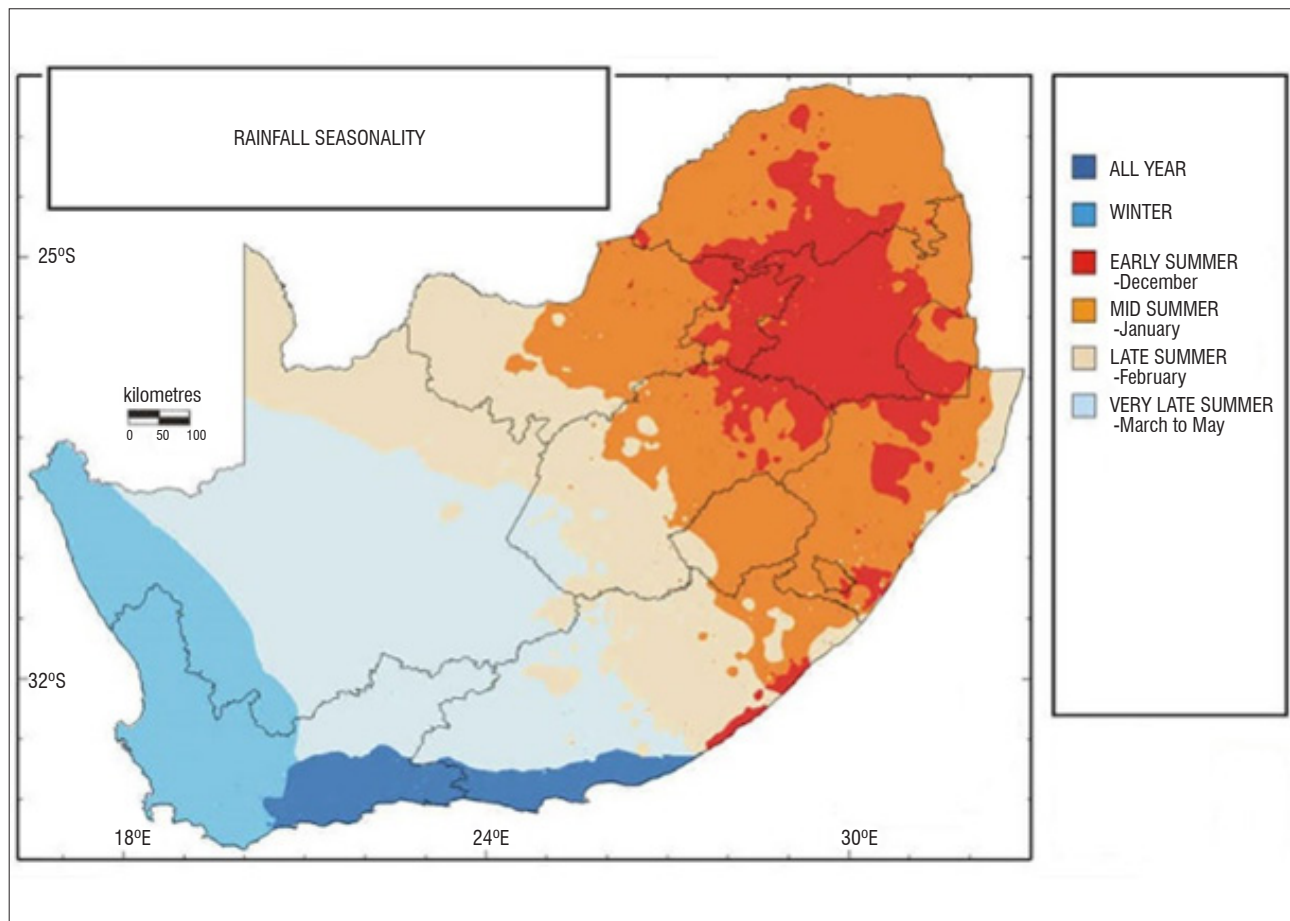 RAINFALL SEASONALITY
ALL YEAR
WINTER
EARLY SUMMER
-December
MID SUMMER
-January
LATE SUMMER
-February
VERY LATE SUMMER
-March to May
25ºS
kilometres
0 50 100
32ºS
18ºE 24ºE 30ºE